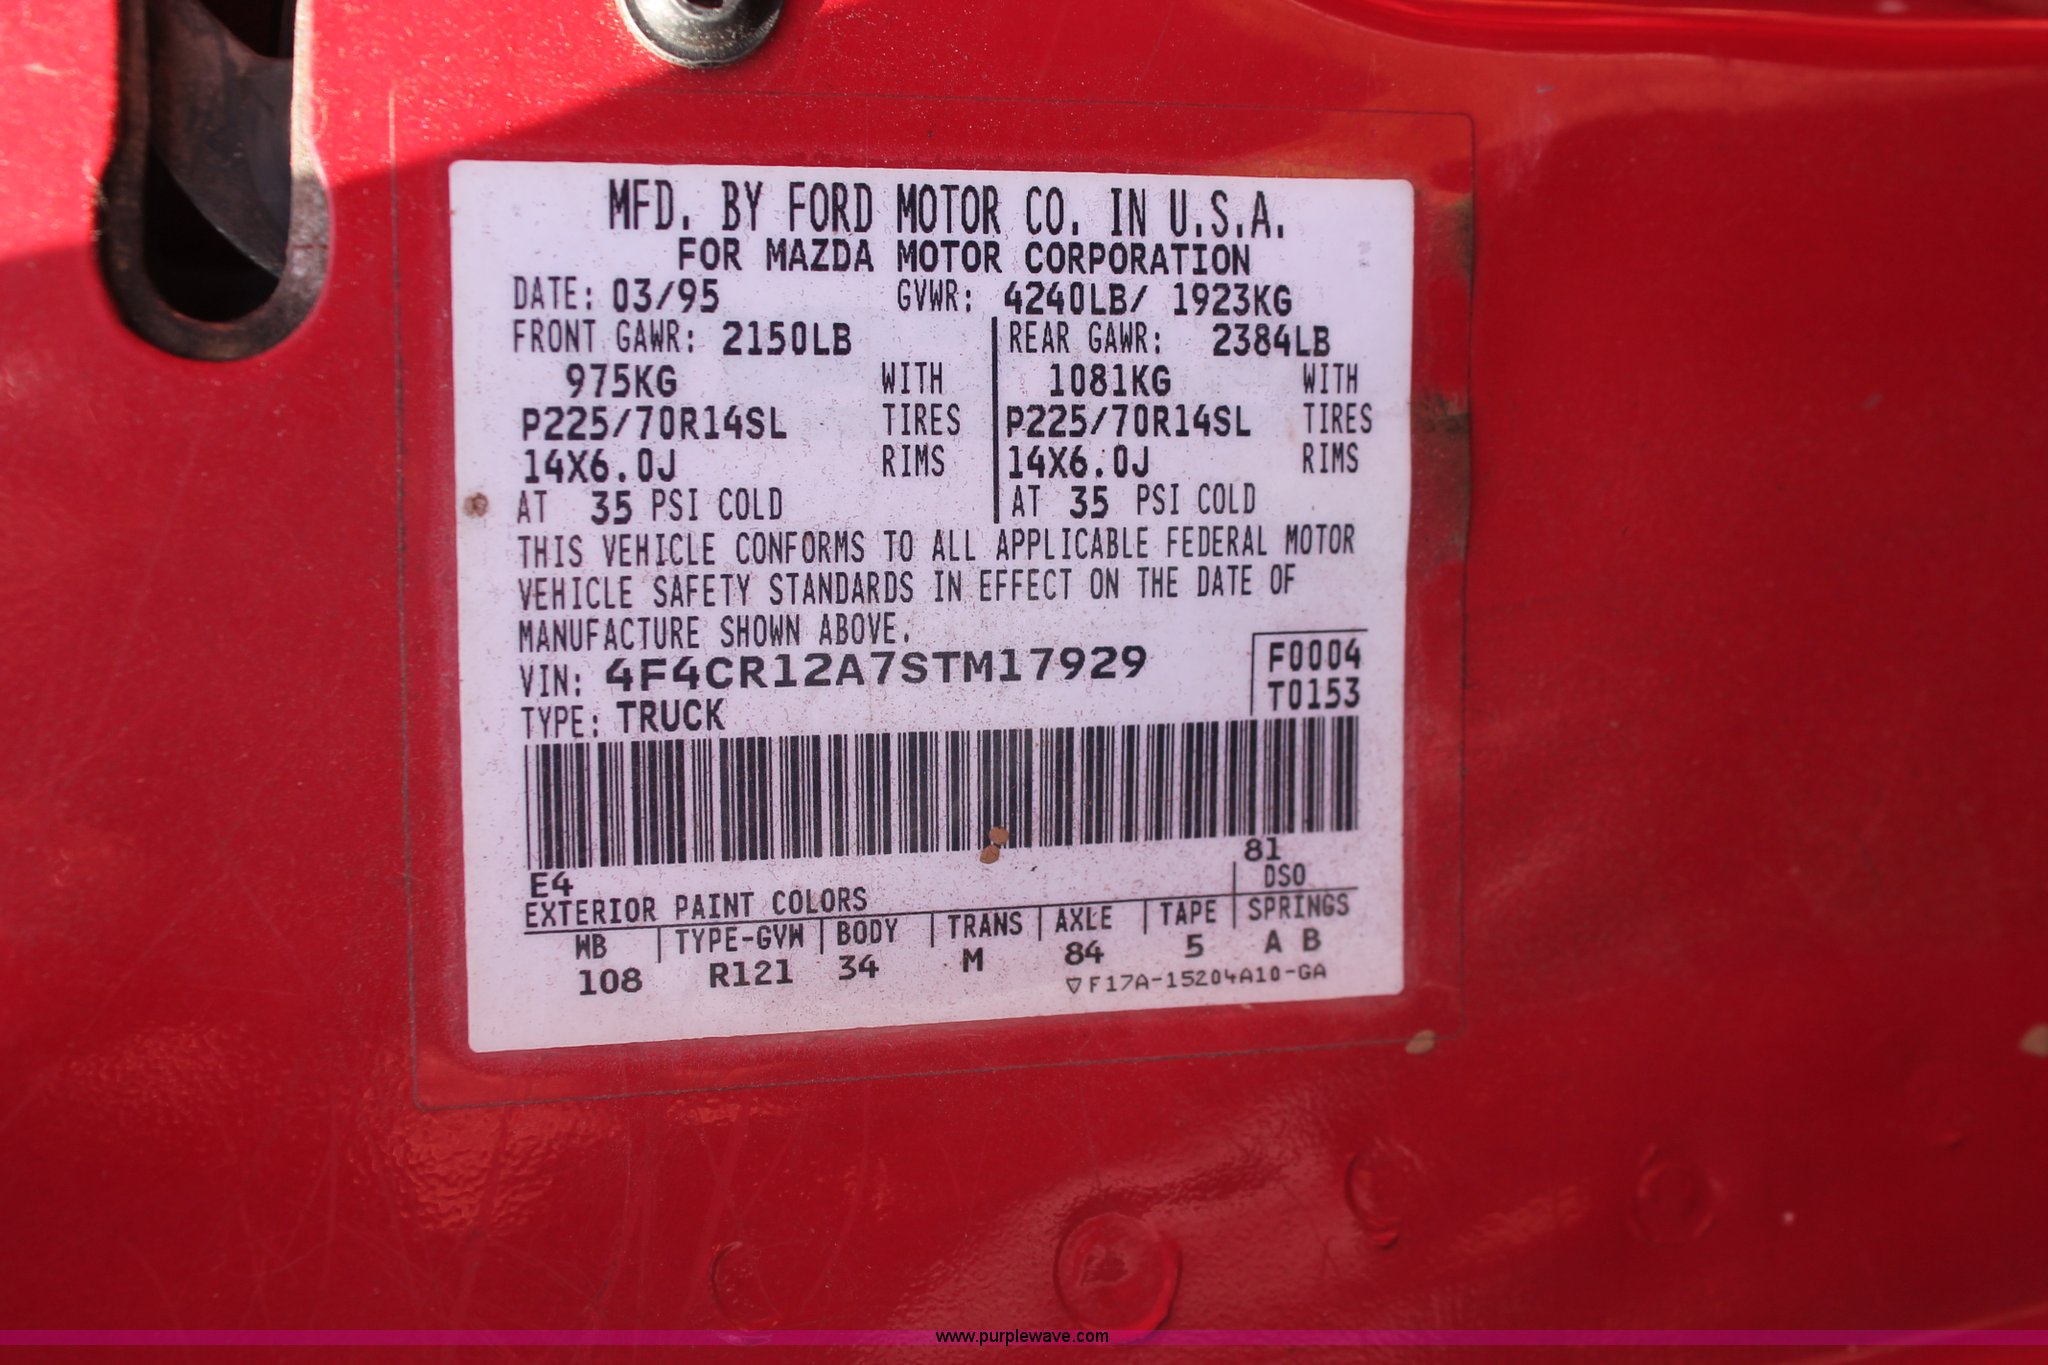 MFD. BY FORD MOTOR CO. IN U.S.A.
FOR MAZDA MOTOR CORPORATION
DATE: 03/95 GVWR: 4240LB/ 1923KG
FRONT GAWR: 2150LB REAR GAWR: 2384LB
975KG WITH 1081KG WITH
P225/70R14SL TIRES P225/70R14SL TIRES
14X6.0J RIMS 14X6.0J RIMS
AT 35 PSI COLD AT 35 PSI COLD
THIS VEHICLE CONFORMS TO ALL APPLICABLE FEDERAL MOTOR
VEHICLE SAFETY STANDARDS IN EFFECT ON THE DATE OF
MANUFACTURE SHOWN ABOVE.
VIN: 4F4CR12A7STM17929 F0004
TYPE: TRUCK T0153
E4 81
EXTERIOR PAINT COLORS DSO
WB TYPE-GVW BODY TRANS AXLE TAPE SPRINGS
108 R121 34 M 84 5 A B
▽F17A-15204A10-GA
www.purplewave.com